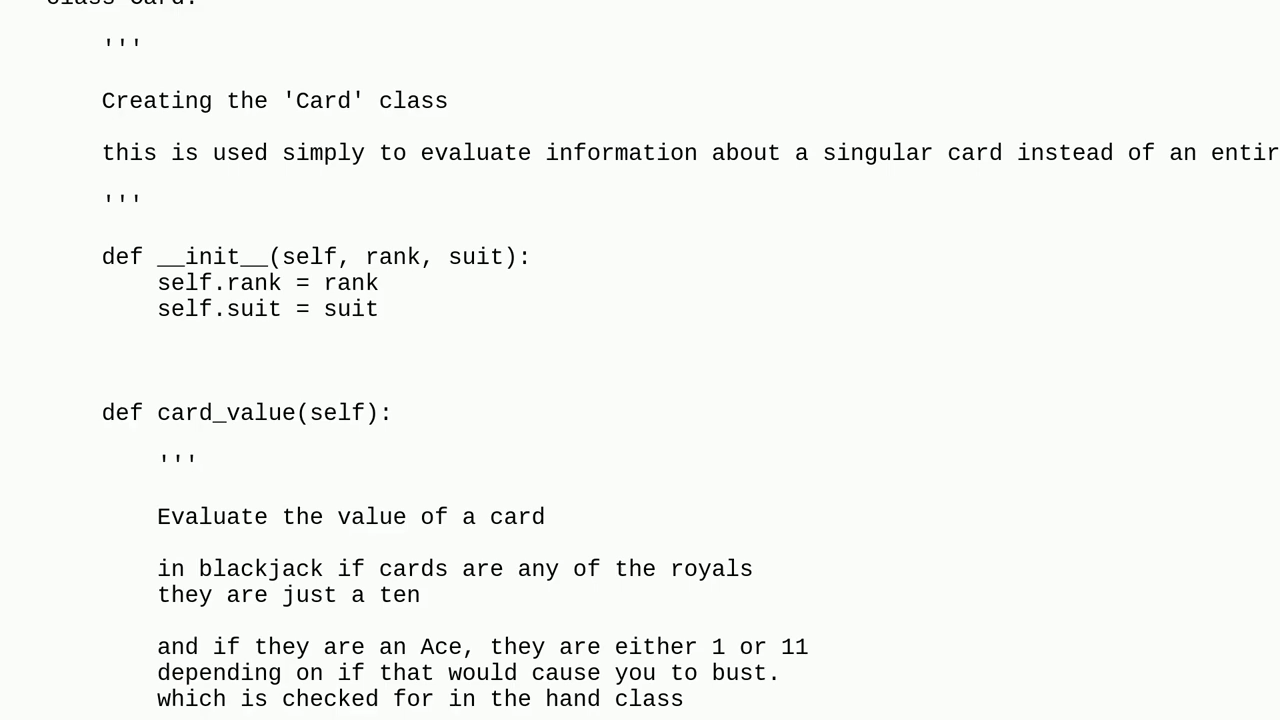 class Card:
'''
Creating the 'Card' class
this is used simply to evaluate information about a singular card instead of an
'''
def __init__(self, rank, suit):
self.rank = rank
self.suit = suit
def card_value(self):
'''
Evaluate the value of a card
in blackjack if cards are any of the royals
they are just a ten
and if they are an Ace, they are either 1 or 11
depending on if that would cause you to bust.
which is checked for in the hand class